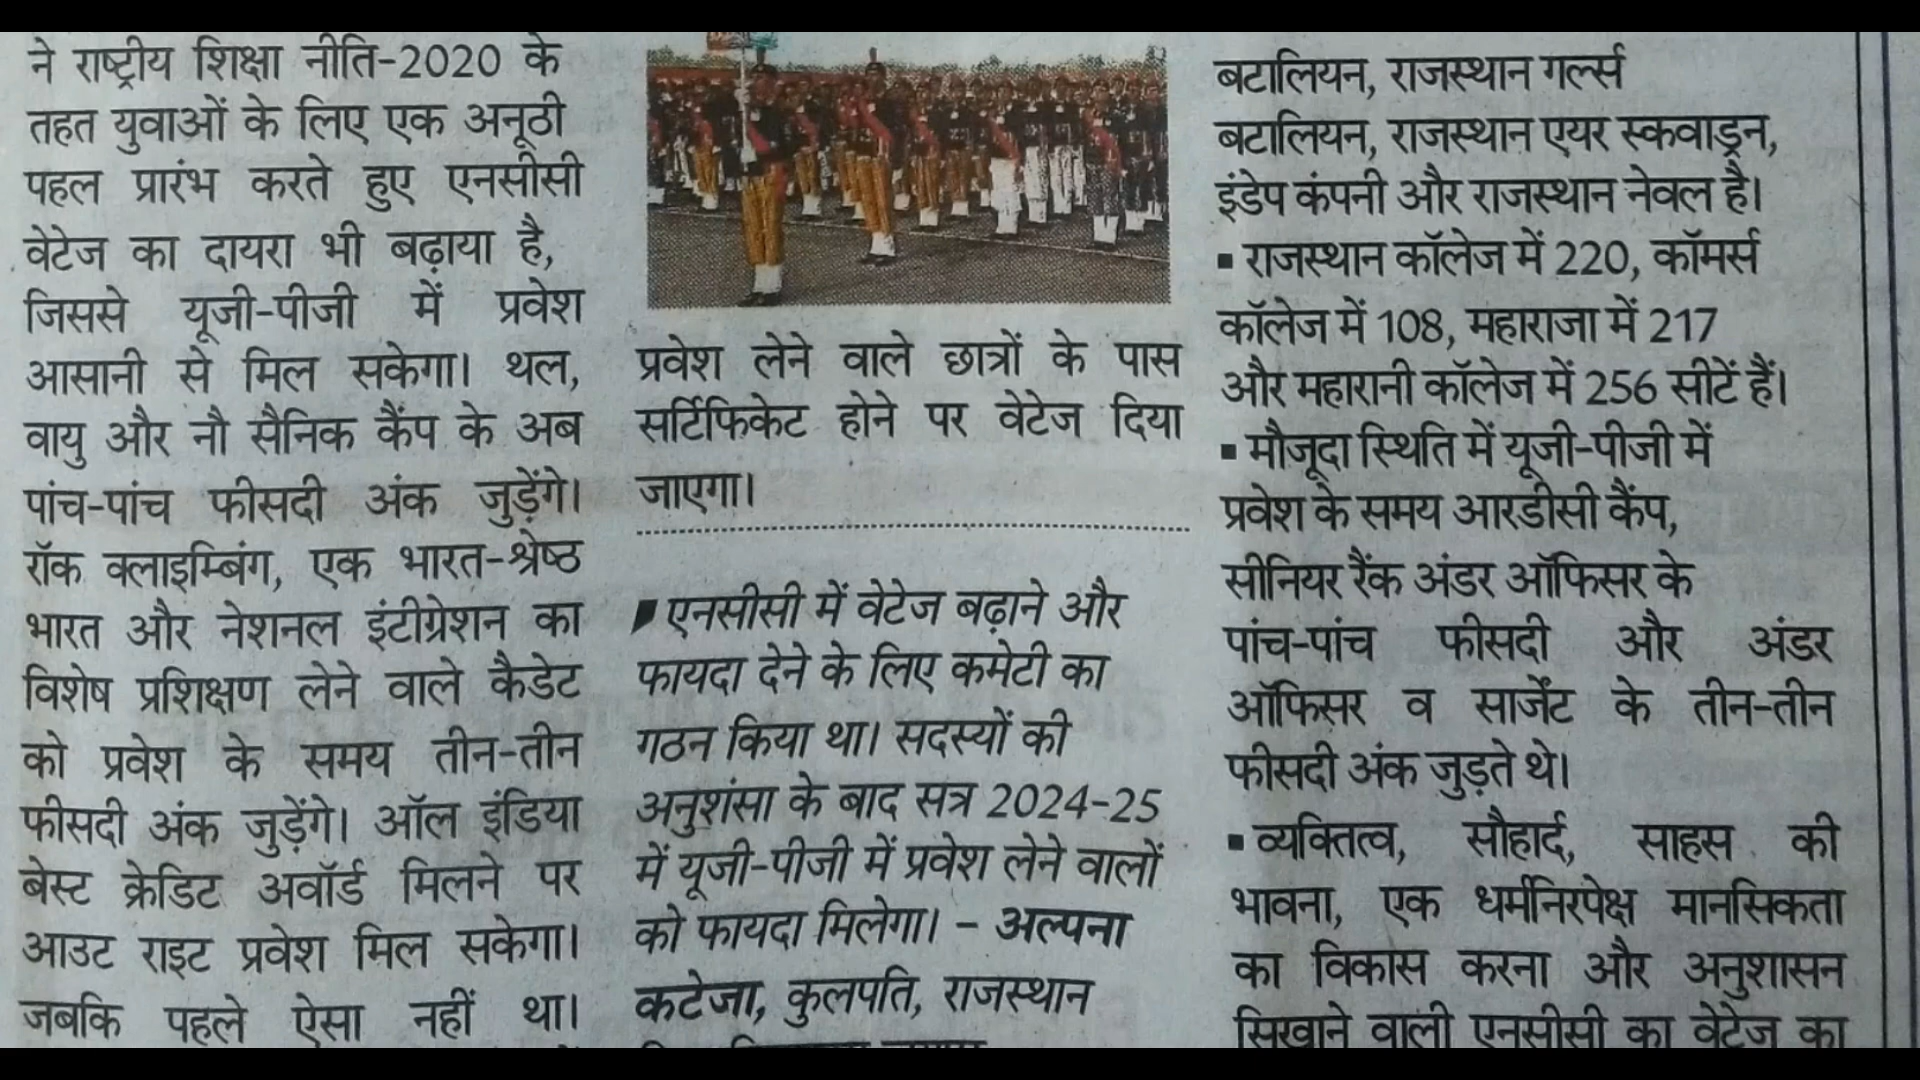 ने राष्ट्रीय शिक्षा नीति-2020 के
तहत युवाओं के लिए एक अनूठी
पहल प्रारंभ करते हुए एनसीसी
वेटेज का दायरा भी बढ़ाया है,
जिससे यूजी-पीजी में प्रवेश
आसानी से मिल सकेगा। थल,
वायु और नौ सैनिक कैंप के अब
पांच-पांच फीसदी अंक जुड़ेंगे।
रॉक क्लाइम्बिंग, एक भारत-श्रेष्ठ
भारत और नेशनल इंटीग्रेशन का
विशेष प्रशिक्षण लेने वाले कैडेट
को प्रवेश के समय तीन-तीन
फीसदी अंक जुड़ेंगे। ऑल इंडिया
बेस्ट क्रेडिट अवॉर्ड मिलने पर
आउट राइट प्रवेश मिल सकेगा।
जबकि पहले ऐसा नहीं था।
प्रवेश लेने वाले छात्रों के पास
सर्टिफिकेट होने पर वेटेज दिया
जाएगा।
एनसीसी में वेटेज बढ़ाने और
फायदा देने के लिए कमेटी का
गठन किया था। सदस्यों की
अनुशंसा के बाद सत्र 2024-25
में यूजी-पीजी में प्रवेश लेने वालों
को फायदा मिलेगा। – अल्पना
कटेजा, कुलपति, राजस्थान
बटालियन, राजस्थान गर्ल्स
बटालियन, राजस्थान एयर स्कवाड्रन,
इंडेप कंपनी और राजस्थान नेवल है।
▪ राजस्थान कॉलेज में 220, कॉमर्स
कॉलेज में 108, महाराजा में 217
और महारानी कॉलेज में 256 सीटें हैं।
▪ मौजूदा स्थिति में यूजी-पीजी में
प्रवेश के समय आरडीसी कैंप,
सीनियर रैंक अंडर ऑफिसर के
पांच-पांच फीसदी और अंडर
ऑफिसर व सार्जेंट के तीन-तीन
फीसदी अंक जुड़ते थे।
▪ व्यक्तित्व, सौहार्द, साहस की
भावना, एक धर्मनिरपेक्ष मानसिकता
का विकास करना और अनुशासन
सिखाने वाली एनसीसी का वेटेज का